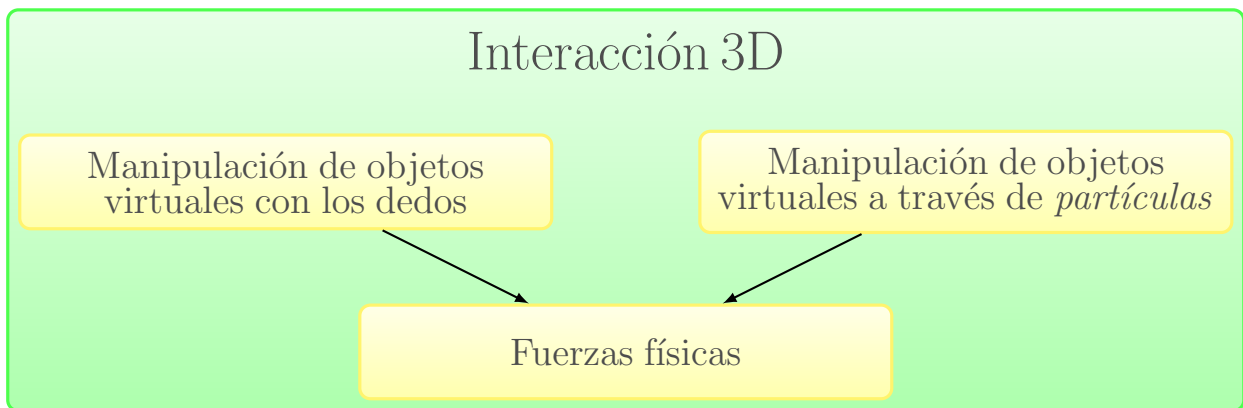 Interacción 3D
Manipulación de objetos
virtuales con los dedos
Manipulación de objetos
virtuales a través de partículas
Fuerzas físicas